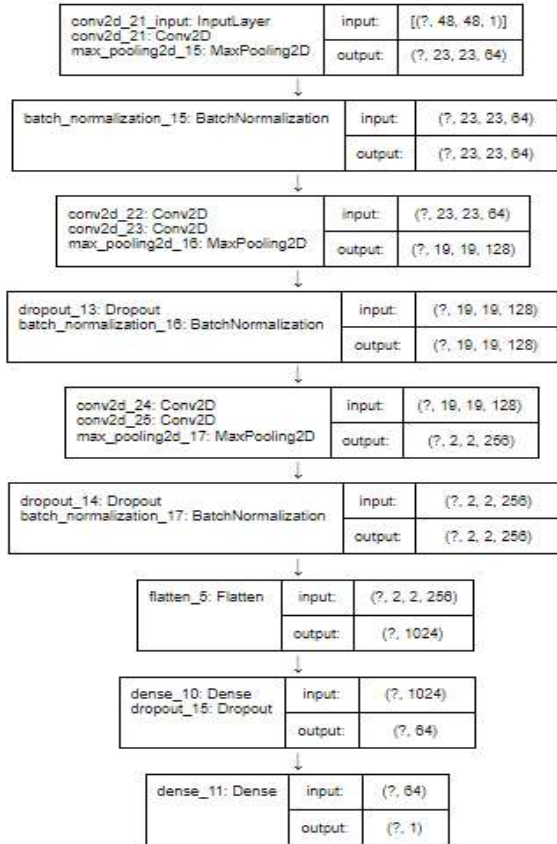 conv2d_21_input: InputLayer
conv2d_21: Conv2D
max_pooling2d_15: MaxPooling2D
input: [(?, 48, 48, 1)]
output: (?, 23, 23, 64)
batch_normalization_15: BatchNormalization
input: (?, 23, 23, 64)
output: (?, 23, 23, 64)
conv2d_22: Conv2D
conv2d_23: Conv2D
max_pooling2d_16: MaxPooling2D
input: (?, 23, 23, 64)
output: (?, 19, 19, 128)
dropout_13: Dropout
batch_normalization_16: BatchNormalization
input: (?, 19, 19, 128)
output: (?, 19, 19, 128)
conv2d_24: Conv2D
conv2d_25: Conv2D
max_pooling2d_17: MaxPooling2D
input: (?, 19, 19, 128)
output: (?, 2, 2, 256)
dropout_14: Dropout
batch_normalization_17: BatchNormalization
input: (?, 2, 2, 256)
output: (?, 2, 2, 256)
flatten_5: Flatten
input: (?, 2, 2, 256)
output: (?, 1024)
dense_10: Dense
dropout_15: Dropout
input: (?, 1024)
output: (?, 64)
dense_11: Dense
input: (?, 64)
output: (?, 1)